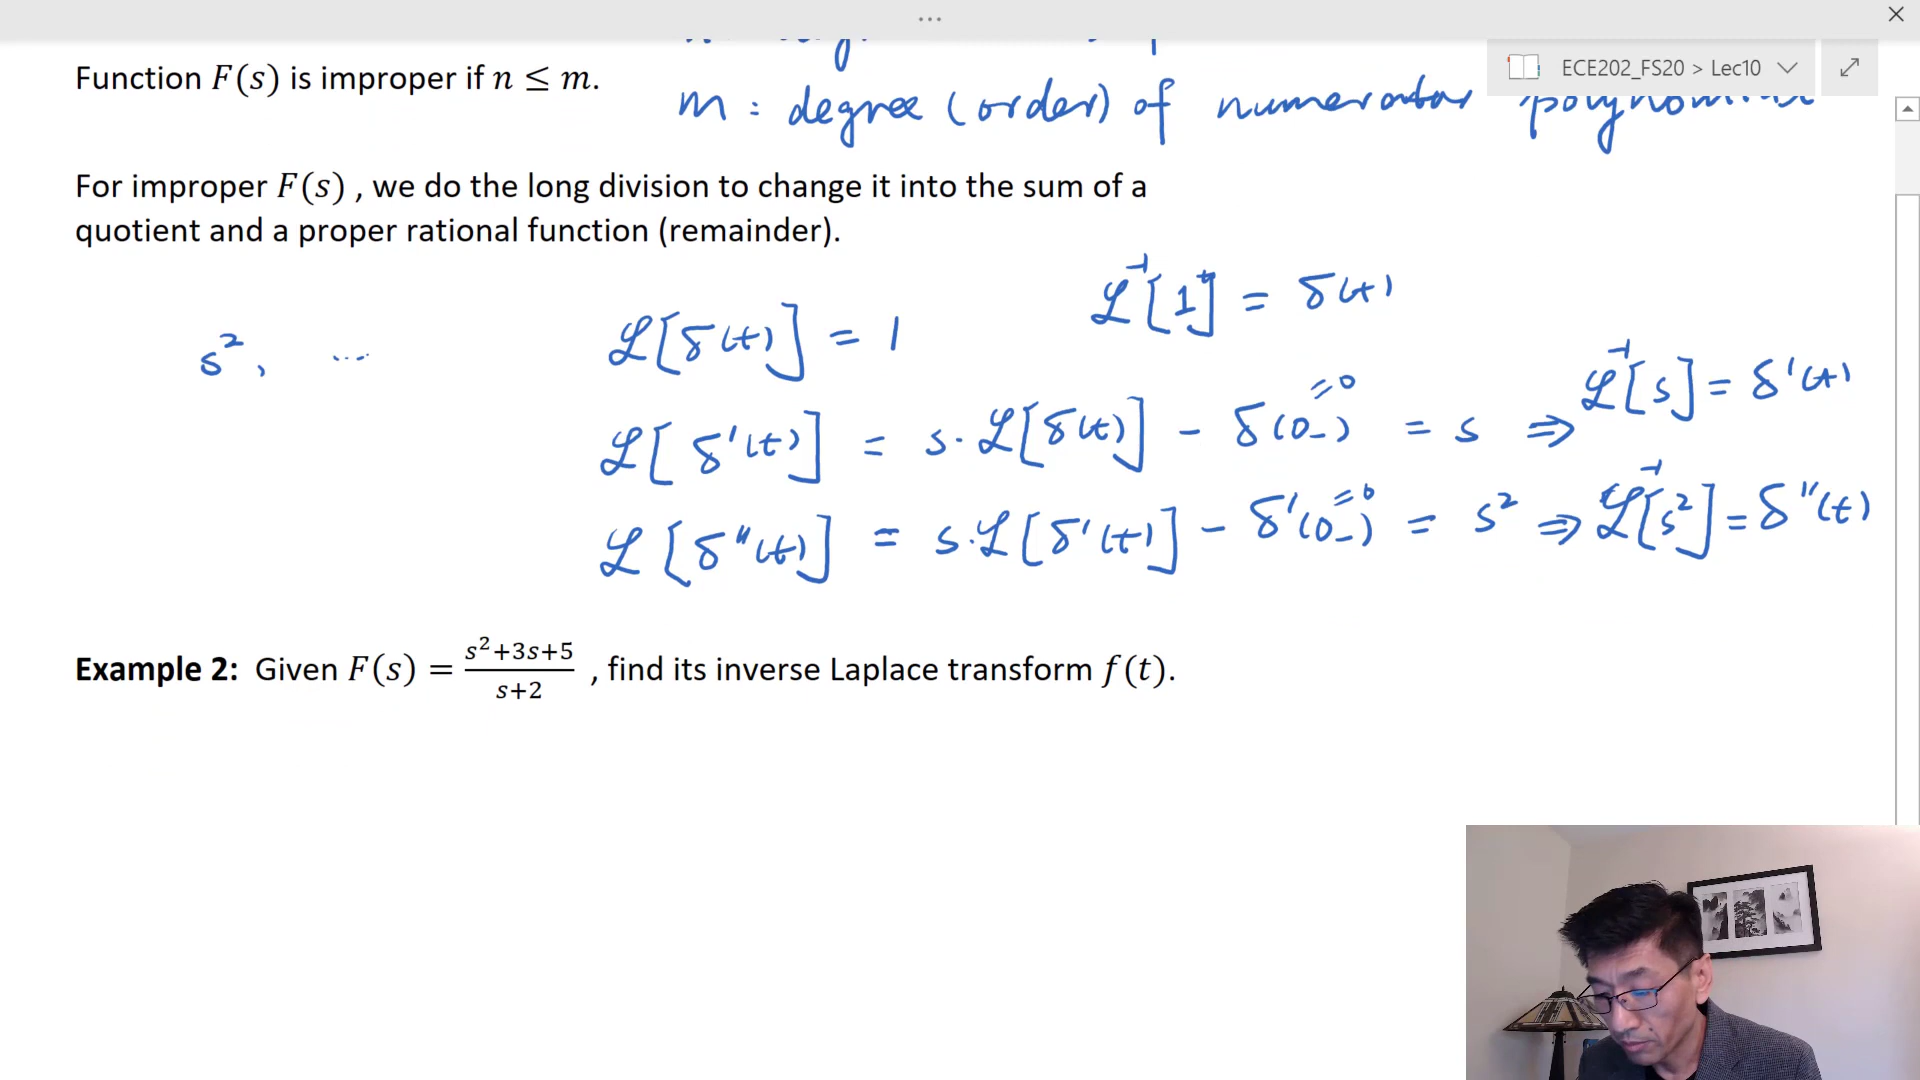 ECE202_FS20 > Lec10
Function F(s) is improper if n ≤ m.
m : degree (order) of numerator polynomial
For improper F(s) , we do the long division to change it into the sum of a
quotient and a proper rational function (remainder).
ℒ⁻¹[1] = δ(t)
s², ...
ℒ[δ(t)] = 1
ℒ[δ'(t)] = s·ℒ[δ(t)] − δ(0₋) = s ⇒ ℒ⁻¹[s] = δ'(t)
=0
ℒ[δ"(t)] = s·ℒ[δ'(t)] − δ'(0₋) = s² ⇒ ℒ⁻¹[s²] = δ"(t)
=0
Example 2: Given F(s) = (s²+3s+5)/(s+2) , find its inverse Laplace transform f(t).